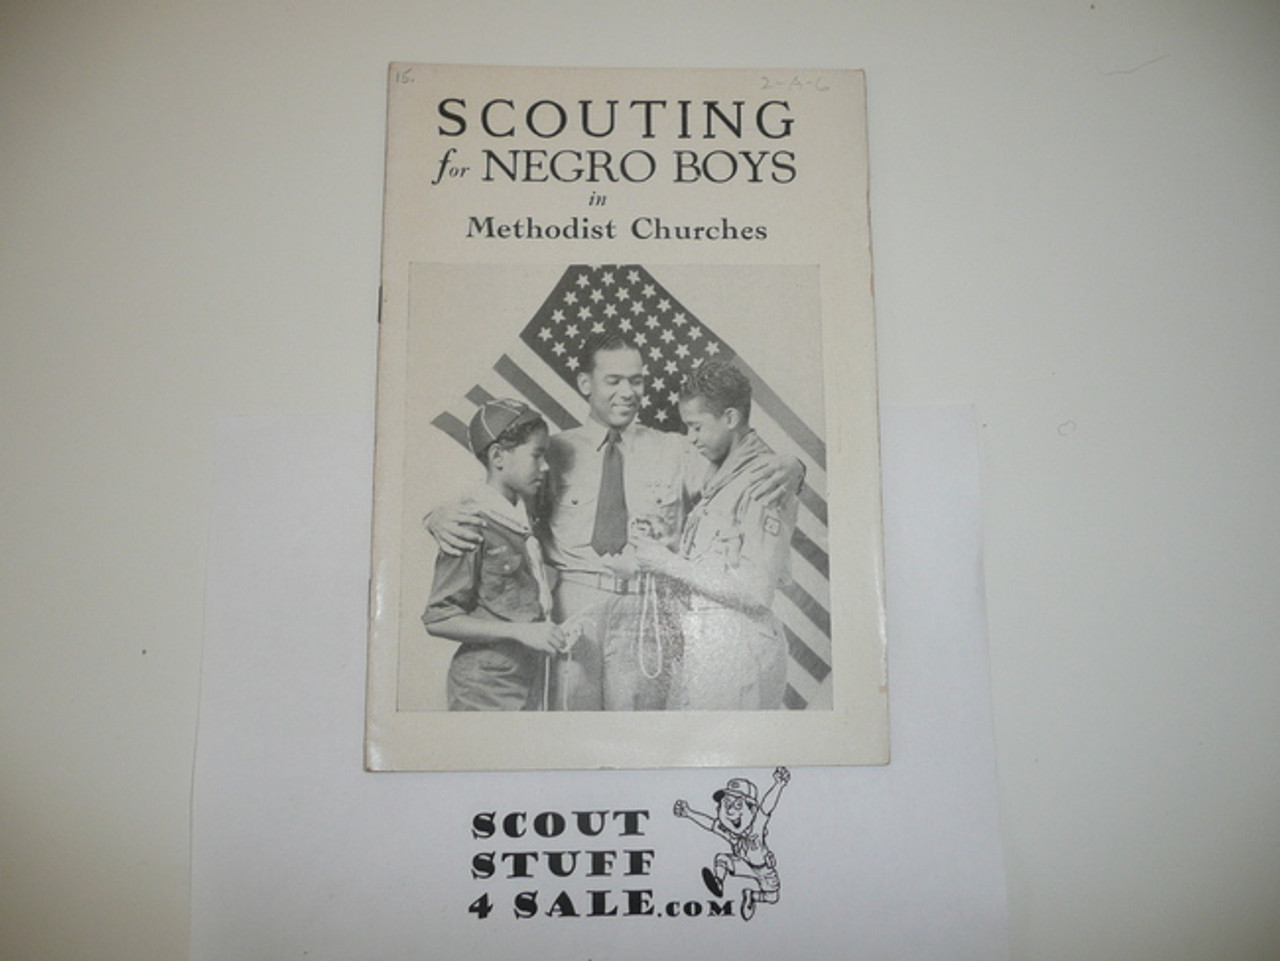 15.
2-A-6
SCOUTING
for NEGRO BOYS
in
Methodist Churches
SCOUT
STUFF
4 SALE.COM